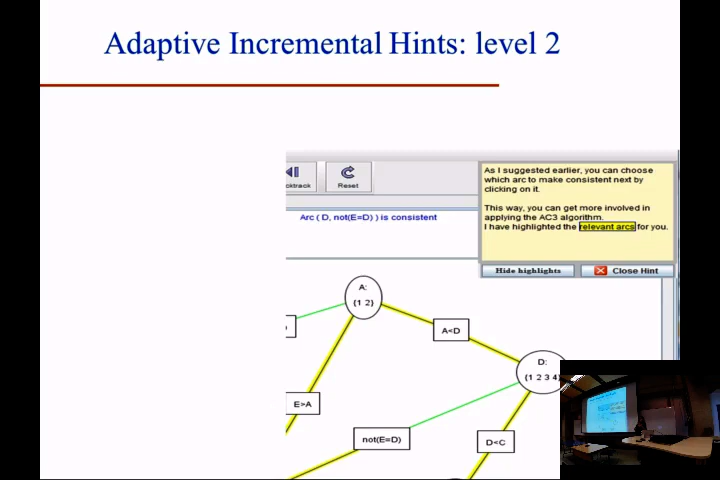 Adaptive Incremental Hints: level 2
Reset
As I suggested earlier, you can choose
which arc to make consistent next by
clicking on it.
This way, you can get more involved in
applying the AC3 algorithm.
I have highlighted the relevant arcs for you.
Arc ( D, not(E=D) ) is consistent
Hide highlights
Close Hint
A:
{1 2}
A<D
D:
{1 2 3 4}
E>A
not(E=D)
D<C